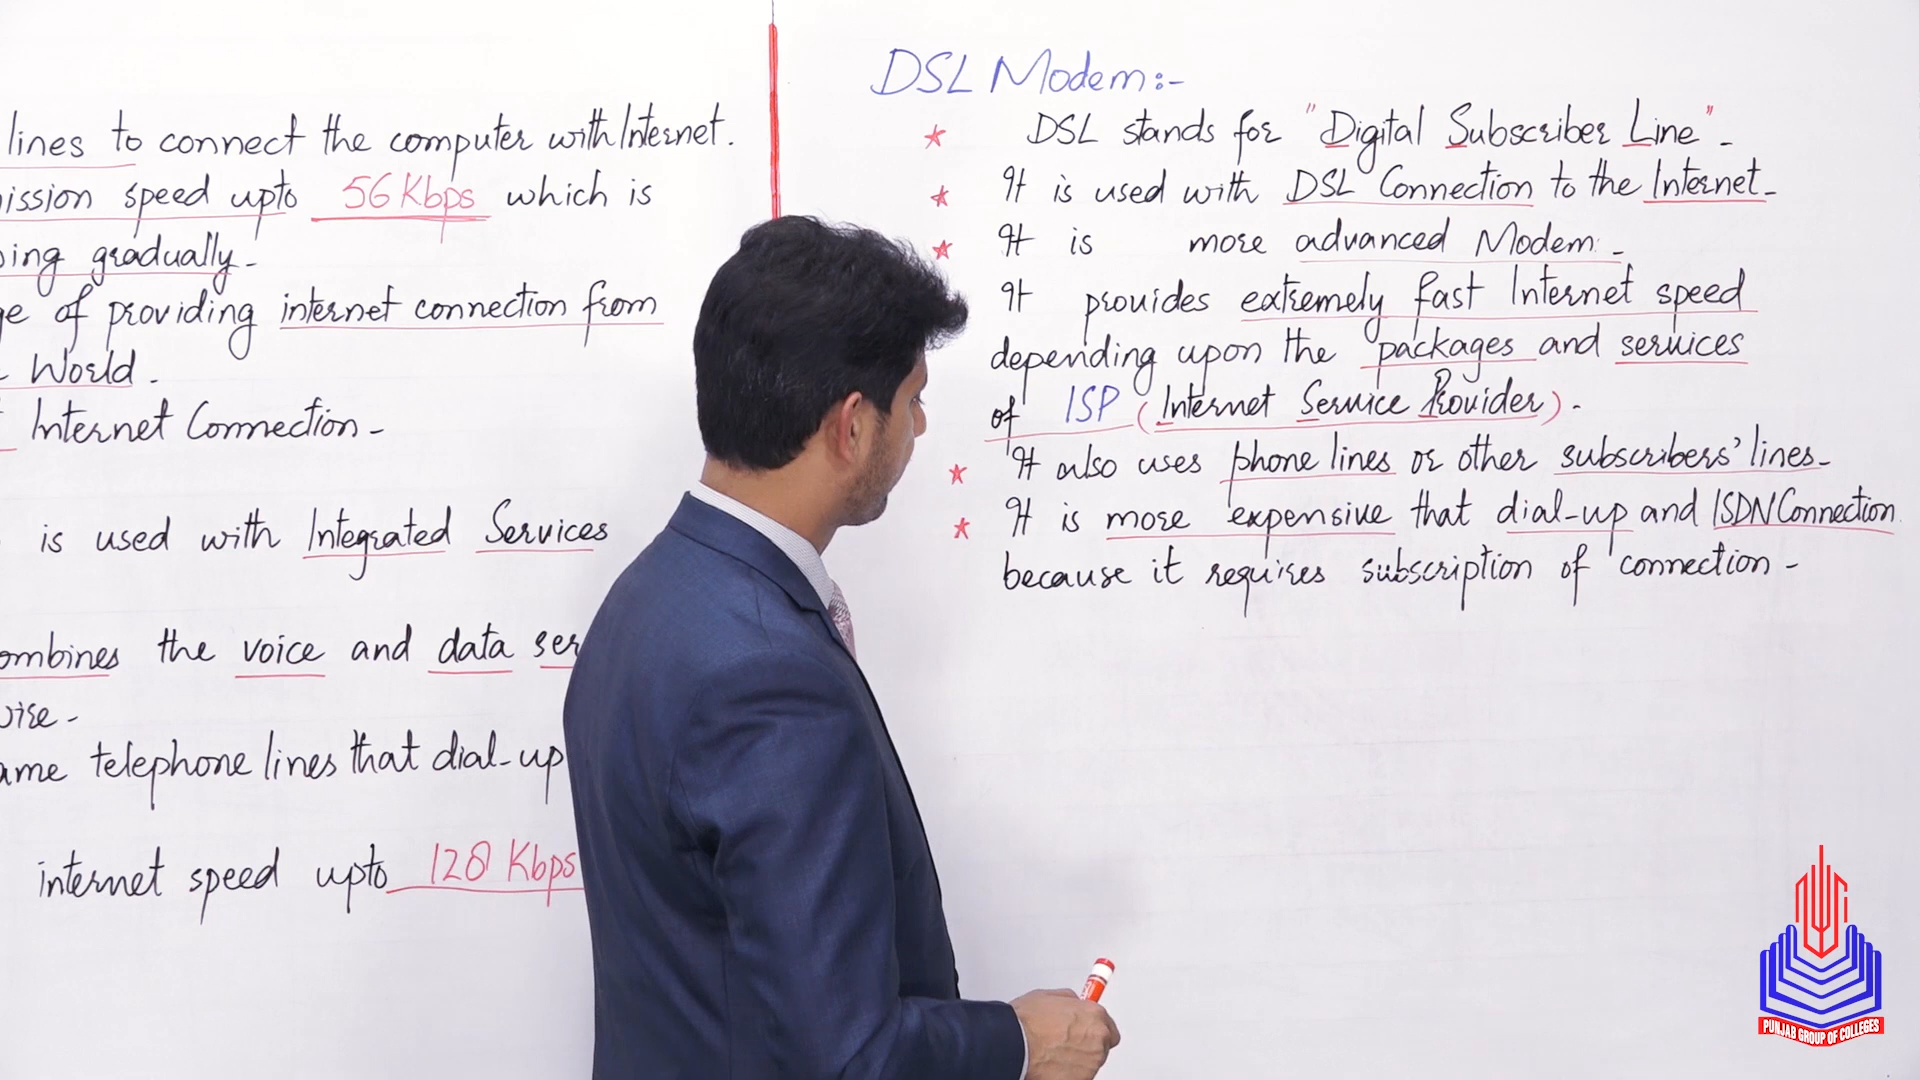 lines to connect the computer with Internet.
ission speed upto 56 Kbps which is
ing gradually-
of providing internet connection from
World.
Internet Connection-
is used with Integrated Services
ombines the voice and data ser
ame telephone lines that dial-up
internet speed upto 128 Kbps
DSL Modem:-
DSL stands for "Digital Subscriber Line"-
It is used with DSL Connection to the Internet-
It is more advanced Modem-
It provides extremely fast Internet speed
depending upon the packages and services
of ISP (Internet Service Provider)-
It also uses phone lines or other subscribers' lines-
It is more expensive that dial-up and ISDN Connection
because it requires subscription of connection-
PUNJAB GROUP OF COLLEGES